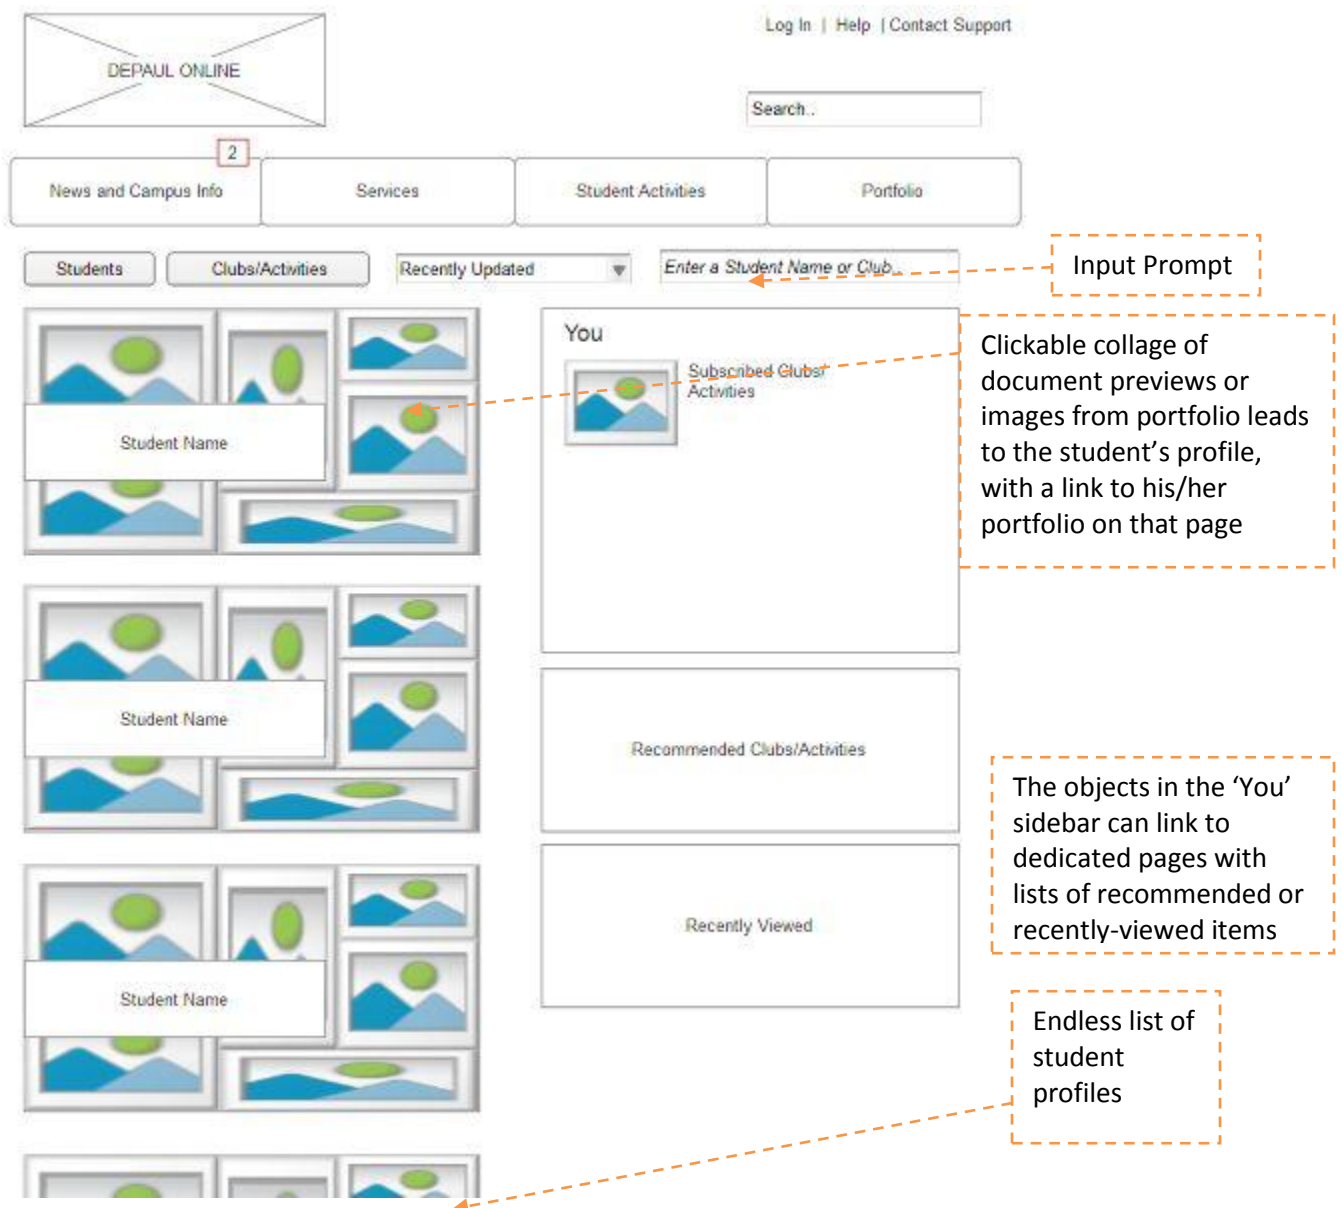 Log In | Help | Contact Support
DEPAUL ONLINE
Search..
2
News and Campus Info
Services
Student Activities
Portfolio
Students
Clubs/Activities
Recently Updated
Enter a Student Name or Club..
Input Prompt
You
Subscribed Clubs/
Activities
Clickable collage of
document previews or
images from portfolio leads
to the student’s profile,
with a link to his/her
portfolio on that page
Student Name
Student Name
Recommended Clubs/Activities
The objects in the ‘You’
sidebar can link to
dedicated pages with
lists of recommended or
recently-viewed items
Recently Viewed
Student Name
Endless list of
student
profiles